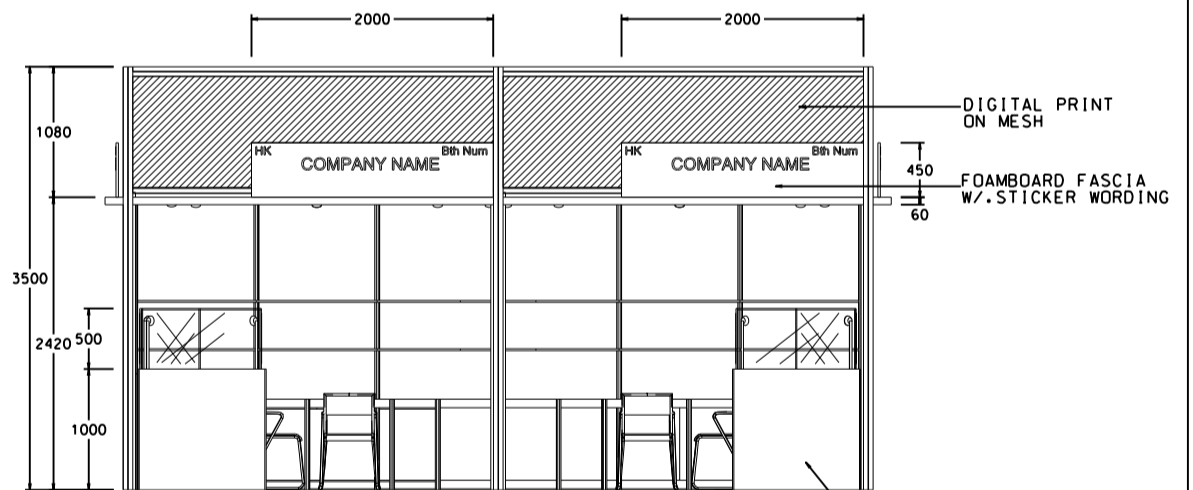 2000 2000
DIGITAL PRINT
ON MESH
1080
HK Bth Num HK Bth Num
COMPANY NAME COMPANY NAME
450
FOAMBOARD FASCIA
W/.STICKER WORDING
60
3500
2420 500
1000